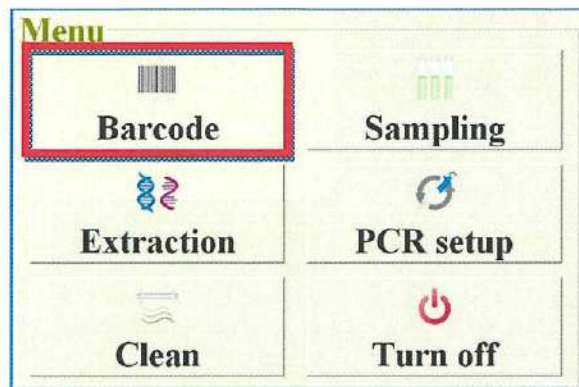 Menu
Barcode
Sampling
Extraction
PCR setup
Clean
Turn off